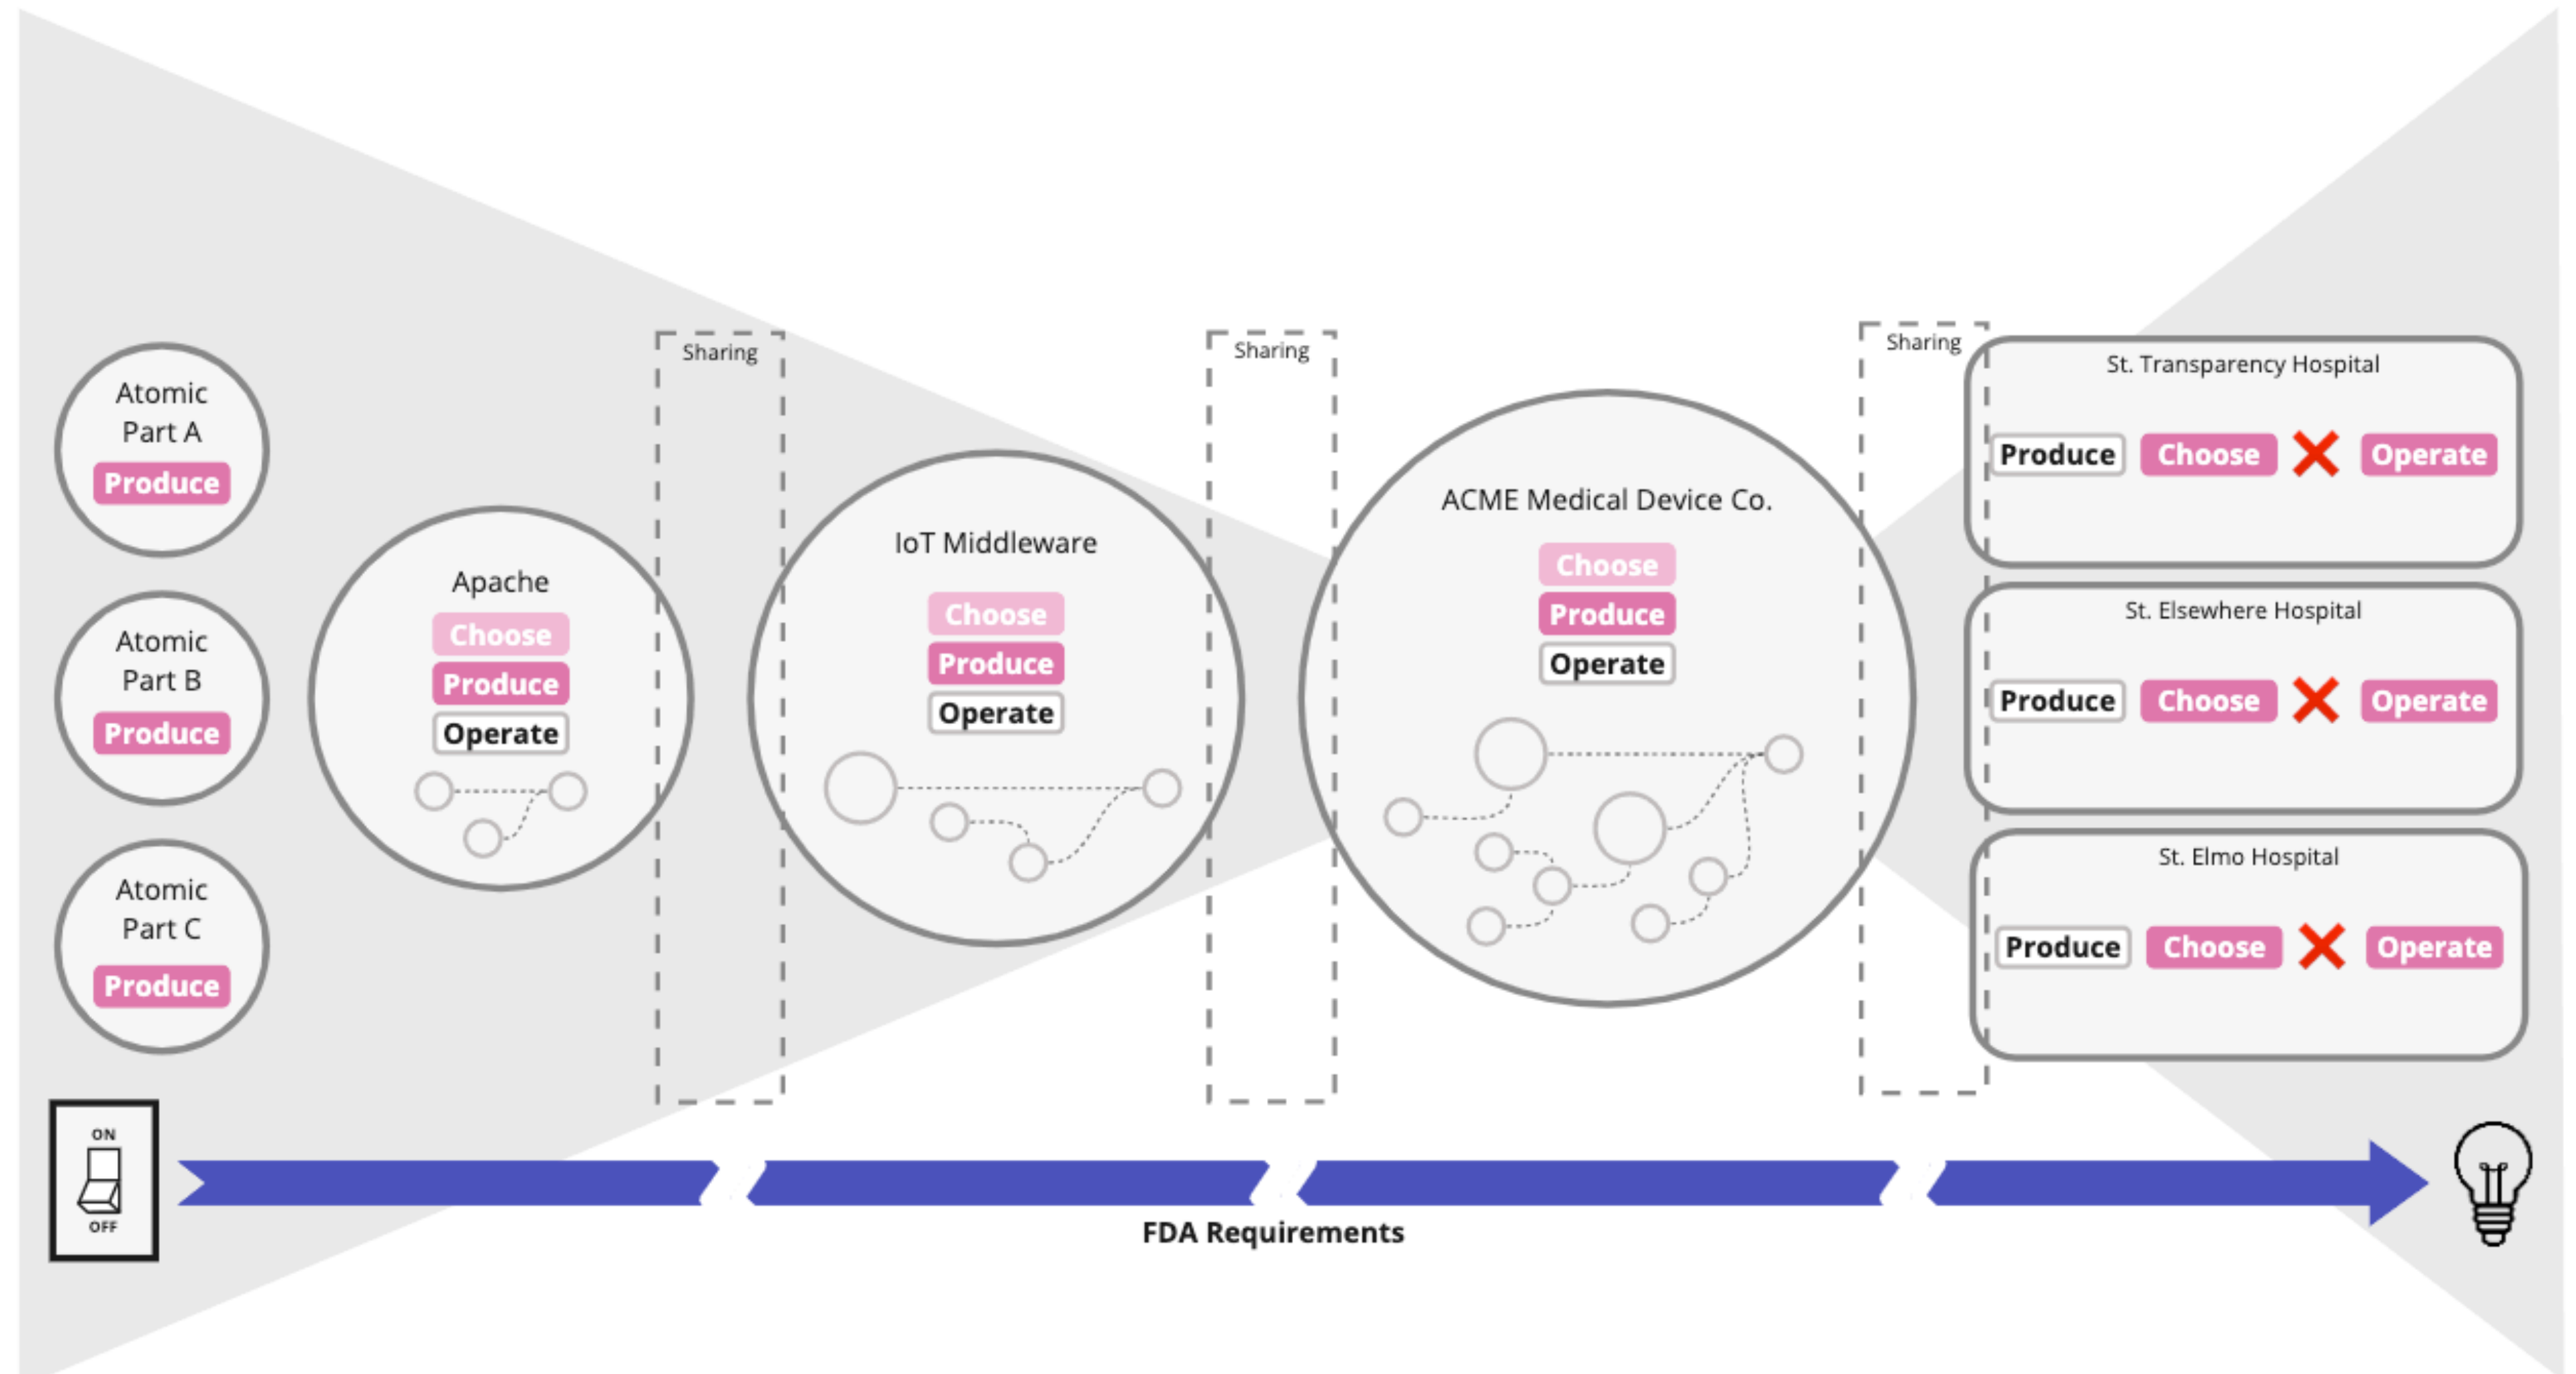 Atomic
Part A
Produce
Atomic
Part B
Produce
Atomic
Part C
Produce
Apache
Choose
Produce
Operate
Sharing
IoT Middleware
Choose
Produce
Operate
Sharing
ACME Medical Device Co.
Choose
Produce
Operate
Sharing
St. Transparency Hospital
Produce Choose Operate
St. Elsewhere Hospital
Produce Choose Operate
St. Elmo Hospital
Produce Choose Operate
ON
OFF
FDA Requirements